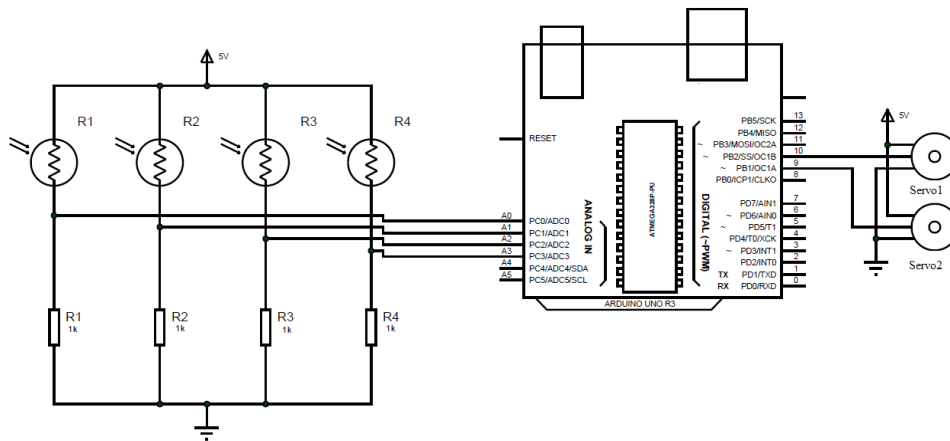 5V
R1
R2
R3
R4
R1
1k
R2
1k
R3
1k
R4
1k
RESET
A0
A1
A2
A3
A4
A5
PC0/ADC0
PC1/ADC1
PC2/ADC2
PC3/ADC3
PC4/ADC4/SDA
PC5/ADC5/SCL
ANALOG IN
ATMEGA328P-PU
DIGITAL (~PWM)
PB5/SCK 13
PB4/MISO 12
~ PB3/MOSI/OC2A 11
~ PB2/SS/OC1B 10
~ PB1/OC1A 9
PB0/ICP1/CLKO 8
PD7/AIN1 7
~ PD6/AIN0 6
~ PD5/T1 5
PD4/T0/XCK 4
~ PD3/INT1 3
PD2/INT0 2
TX PD1/TXD 1
RX PD0/RXD 0
ARDUINO UNO R3
5V
Servo1
Servo2